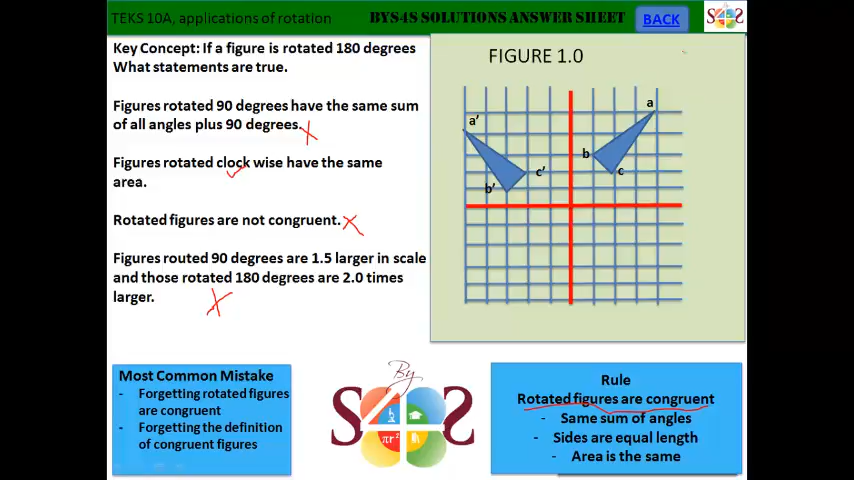 TEKS 10A, applications of rotation
BYS4S SOLUTIONS ANSWER SHEET
BACK
S4S
Key Concept: If a figure is rotated 180 degrees
What statements are true.
Figures rotated 90 degrees have the same sum
of all angles plus 90 degrees.
Figures rotated clock wise have the same
area.
Rotated figures are not congruent.
Figures routed 90 degrees are 1.5 larger in scale
and those rotated 180 degrees are 2.0 times
larger.
FIGURE 1.0
a
a'
b
c
c'
b'
Most Common Mistake
- Forgetting rotated figures
are congruent
- Forgetting the definition
of congruent figures
By
S4S
πr²
Rule
Rotated figures are congruent
- Same sum of angles
- Sides are equal length
- Area is the same